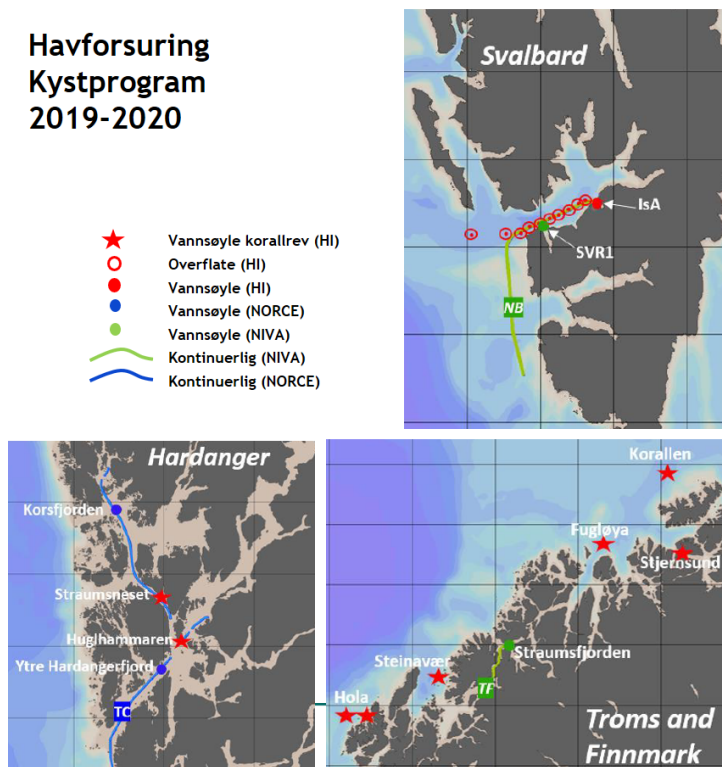 Havforsuring
Kystprogram
2019-2020
Vannsøyle korallrev (HI)
Overflate (HI)
Vannsøyle (HI)
Vannsøyle (NORCE)
Vannsøyle (NIVA)
Kontinuerlig (NIVA)
Kontinuerlig (NORCE)
Svalbard
IsA
SVR1
NB
Hardanger
Korsfjorden
Straumsneset
Huglhammaren
Ytre Hardangerfjord
TC
Korallen
Fugløya
Stjernsund
Straumsfjorden
Steinavær
TF
Hola
Troms and
Finnmark